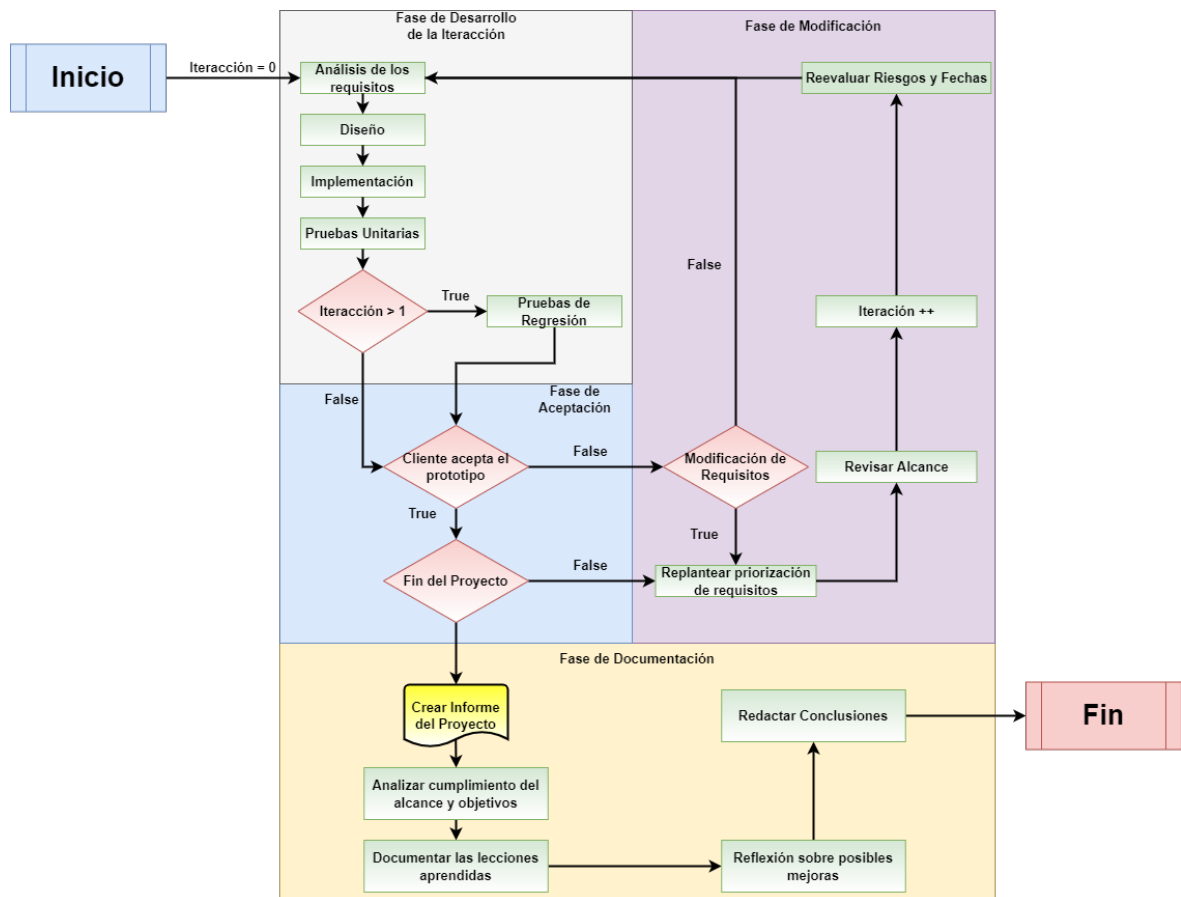 Fase de Desarrollo
de la Iteracción
Fase de Modificación
Inicio
Iteracción = 0
Análisis de los
requisitos
Reevaluar Riesgos y Fechas
Diseño
Implementación
Pruebas Unitarias
False
Iteracción > 1
True
Pruebas de
Regresión
Iteración ++
False
Fase de
Aceptación
Cliente acepta el
prototipo
False
Modificación de
Requisitos
Revisar Alcance
True
True
Fin del Proyecto
False
Replantear priorización
de requisitos
Fase de Documentación
Crear Informe
del Proyecto
Redactar Conclusiones
Fin
Analizar cumplimiento del
alcance y objetivos
Documentar las lecciones
aprendidas
Reflexión sobre posibles
mejoras